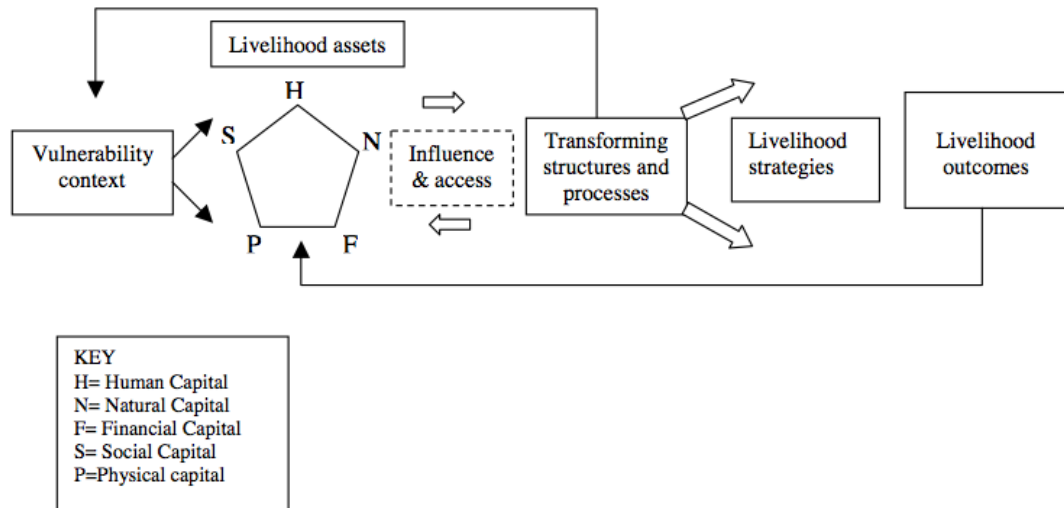 Livelihood assets
H
S
N
P
F
Vulnerability
context
Influence
& access
Transforming
structures and
processes
Livelihood
strategies
Livelihood
outcomes
KEY
H= Human Capital
N= Natural Capital
F= Financial Capital
S= Social Capital
P=Physical capital